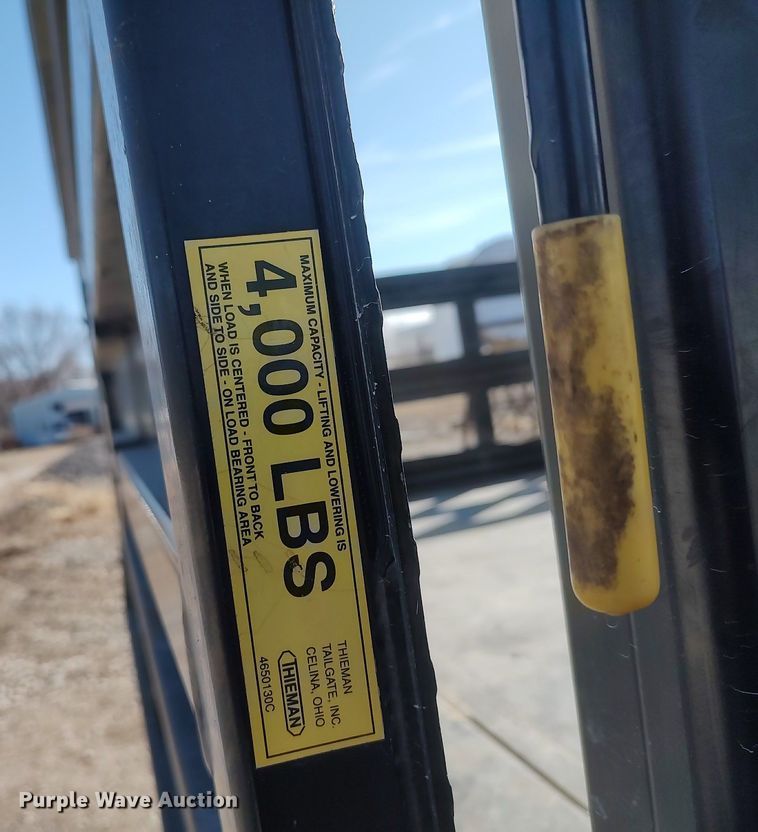 MAXIMUM CAPACITY - LIFTING AND LOWERING IS
4,000 LBS
WHEN LOAD IS CENTERED - FRONT TO BACK
AND SIDE TO SIDE - ON LOAD BEARING AREA
THIEMAN
TAILGATE, INC.
CELINA, OHIO
THIEMAN
4650130C
Purple Wave Auction